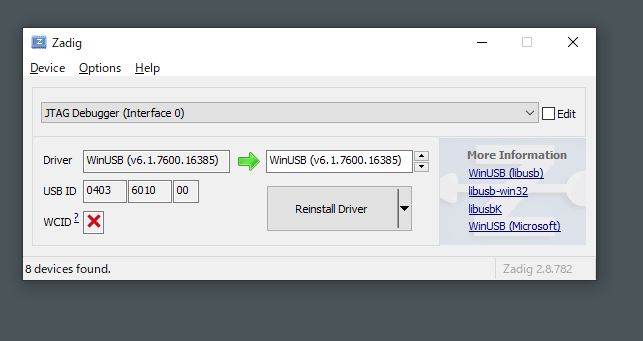 Zadig
Device Options Help
JTAG Debugger (Interface 0)
Edit
Driver WinUSB (v6.1.7600.16385) WinUSB (v6.1.7600.16385)
USB ID 0403 6010 00
WCID ?
Reinstall Driver
More Information
WinUSB (libusb)
libusb-win32
libusbK
WinUSB (Microsoft)
8 devices found.
Zadig 2.8.782